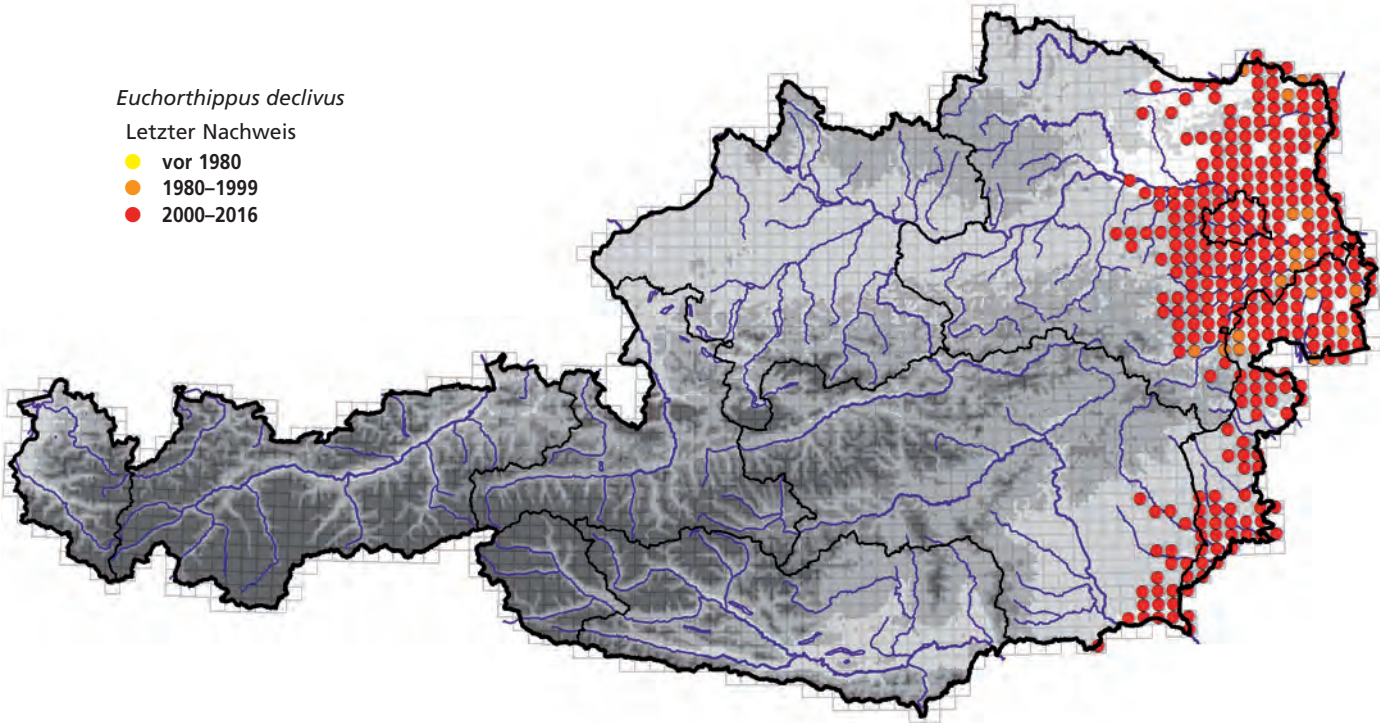 Euchorthippus declivus
Letzter Nachweis
vor 1980
1980–1999
2000–2016